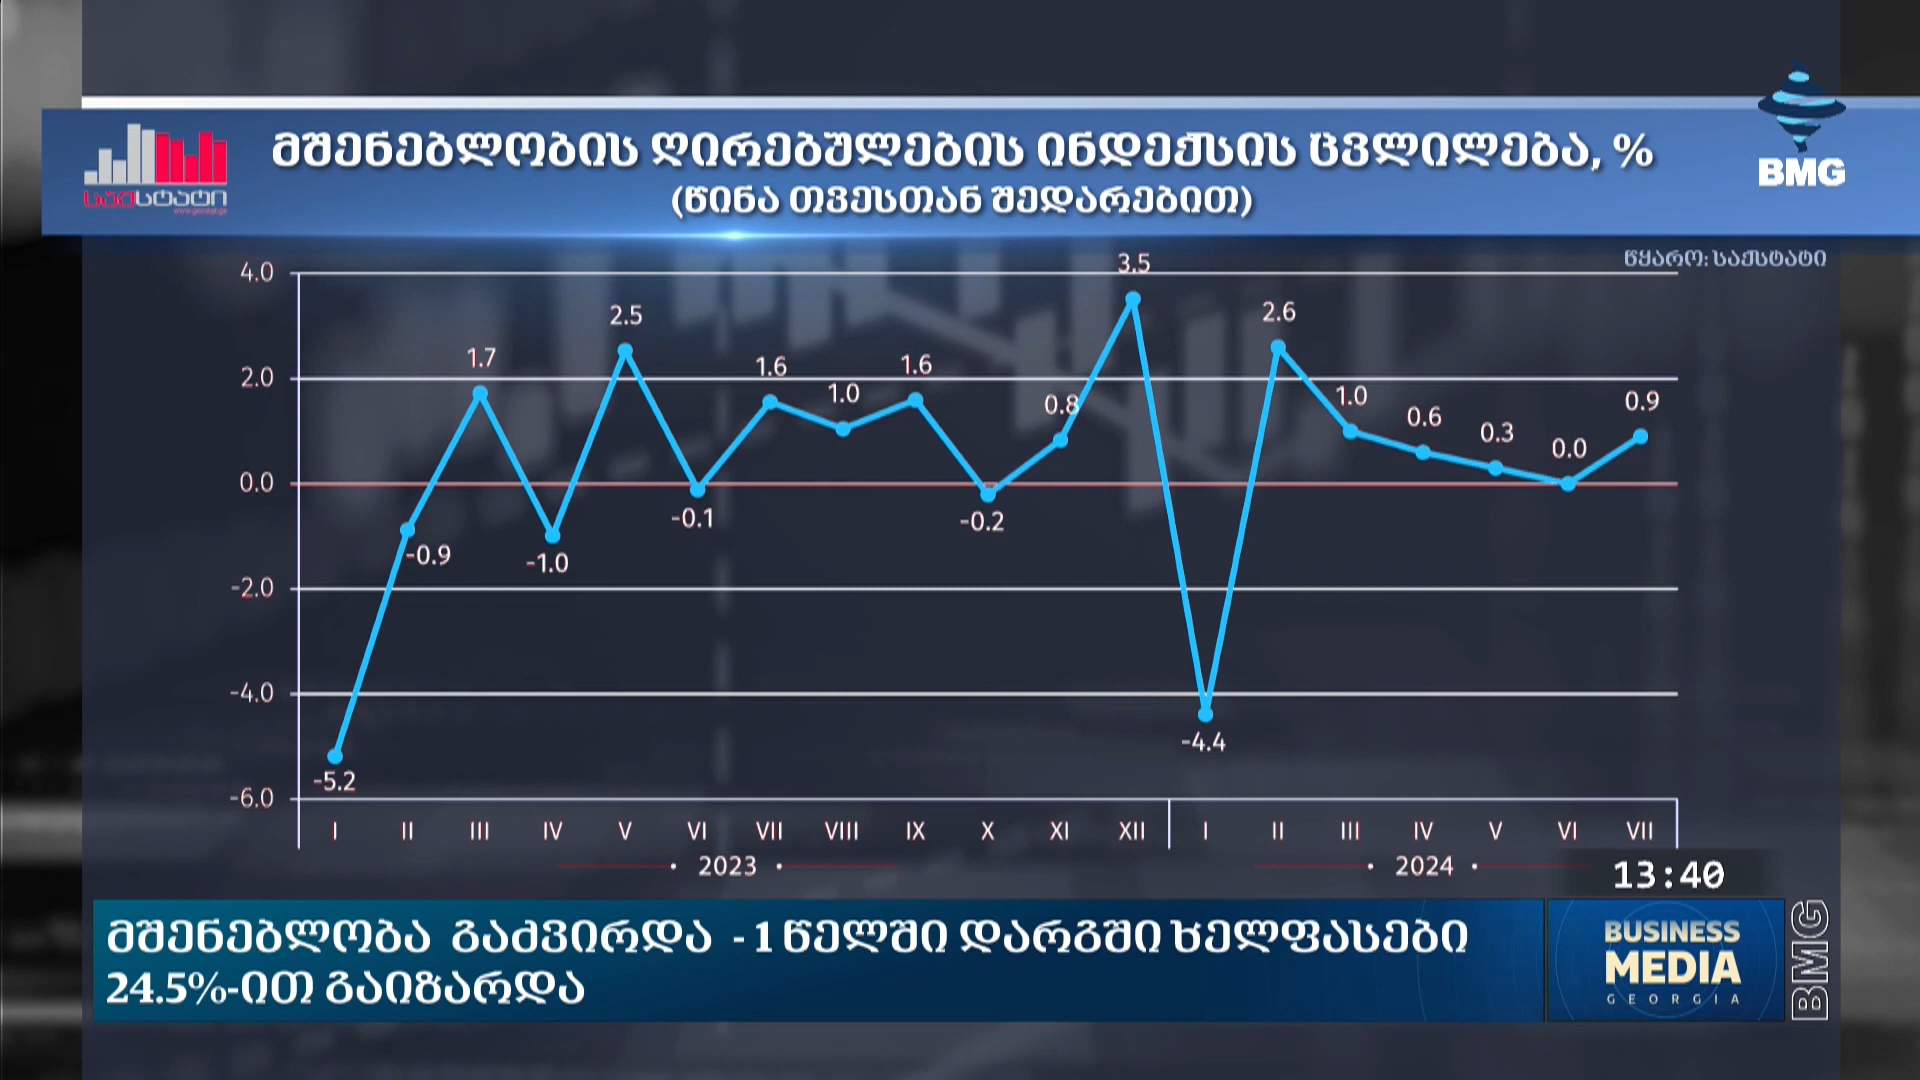 მშენებლობის ღირებულების ინდექსის ცვლილება, %
(წინა თვესთან შედარებით)
საქსტატი
www.geostat.ge
BMG
წყარო: საქსტატი
4.0
2.0
0.0
-2.0
-4.0
-6.0
-5.2
-0.9
1.7
-1.0
2.5
-0.1
1.6
1.0
1.6
-0.2
0.8
3.5
-4.4
2.6
1.0
0.6
0.3
0.0
0.9
I II III IV V VI VII VIII IX X XI XII I II III IV V VI VII
2023
2024
13:40
მშენებლობა გაძვირდა -1 წელში დარგში ხელფასები
24.5%-ით გაიზარდა
BUSINESS
MEDIA
GEORGIA
BMG